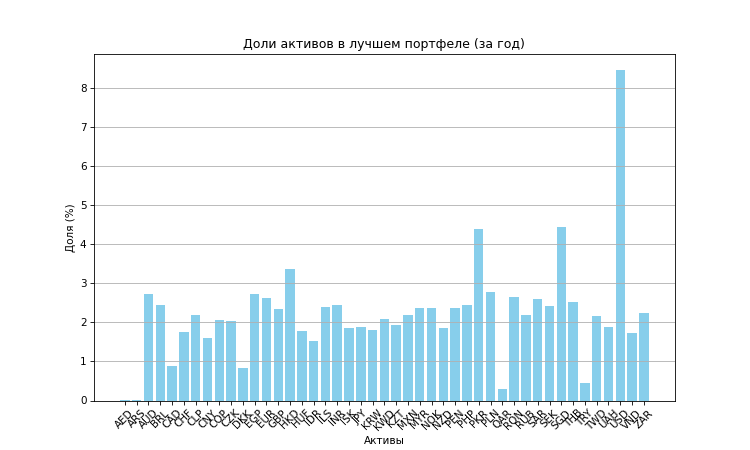 Доли активов в лучшем портфеле (за год)
Доля (%)
8
7
6
5
4
3
2
1
0
AED ARS AUD BRL CAD CHF CLP CNY COP CZK DKK EGP EUR GBP HKD HUF IDR ILS INR ISK JPY KRW KWD KZT MXN MYR NOK NZD PEN PHP PKR PLN QAR RON RUB SAR SEK SGD THB TRY TWD UAH USD VND ZAR
Активы